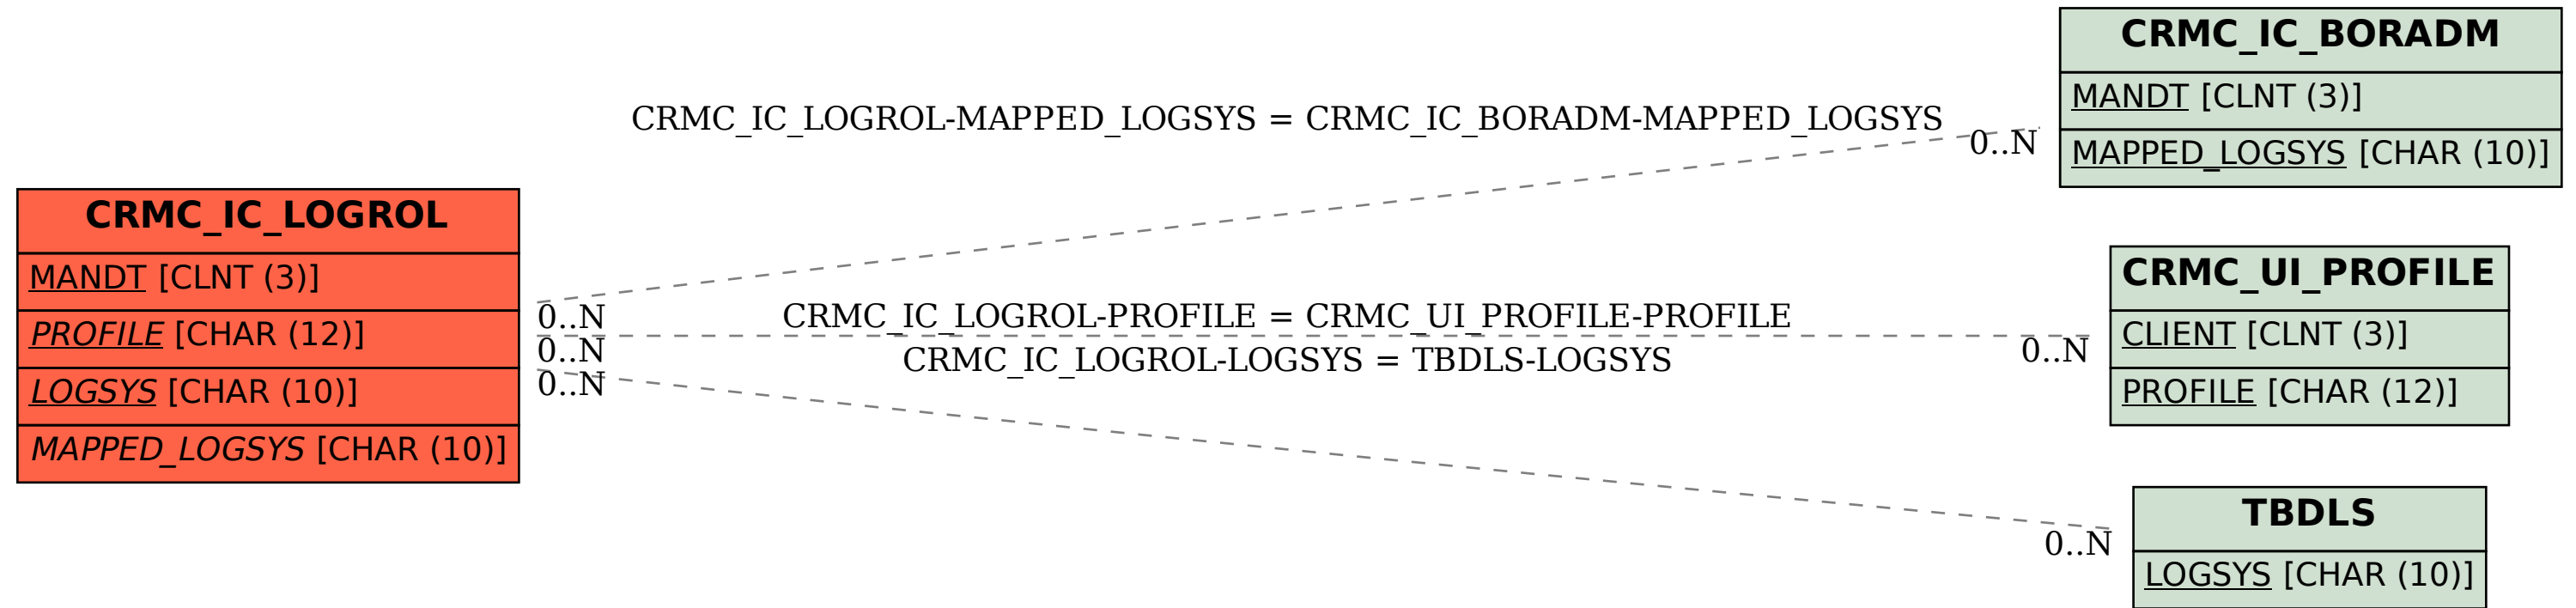 CRMC_IC_LOGROL
MANDT [CLNT (3)]
PROFILE [CHAR (12)]
LOGSYS [CHAR (10)]
MAPPED_LOGSYS [CHAR (10)]
CRMC_IC_LOGROL-MAPPED_LOGSYS = CRMC_IC_BORADM-MAPPED_LOGSYS
0..N
0..N
CRMC_IC_LOGROL-PROFILE = CRMC_UI_PROFILE-PROFILE
0..N
0..N
CRMC_IC_LOGROL-LOGSYS = TBDLS-LOGSYS
0..N
0..N
CRMC_IC_BORADM
MANDT [CLNT (3)]
MAPPED_LOGSYS [CHAR (10)]
CRMC_UI_PROFILE
CLIENT [CLNT (3)]
PROFILE [CHAR (12)]
TBDLS
LOGSYS [CHAR (10)]